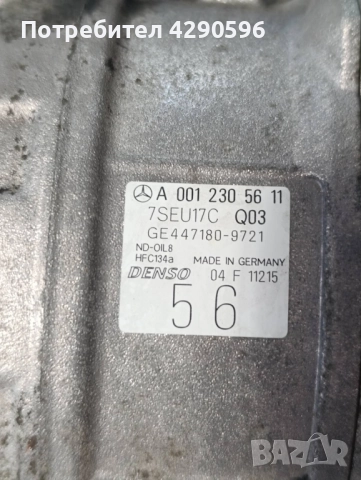 Потребител 4290596
A 001 230 56 11
7SEU17C Q03
GE447180-9721
ND-OIL8
HFC134a MADE IN GERMANY
DENSO 04 F 11215
56
BAZAR